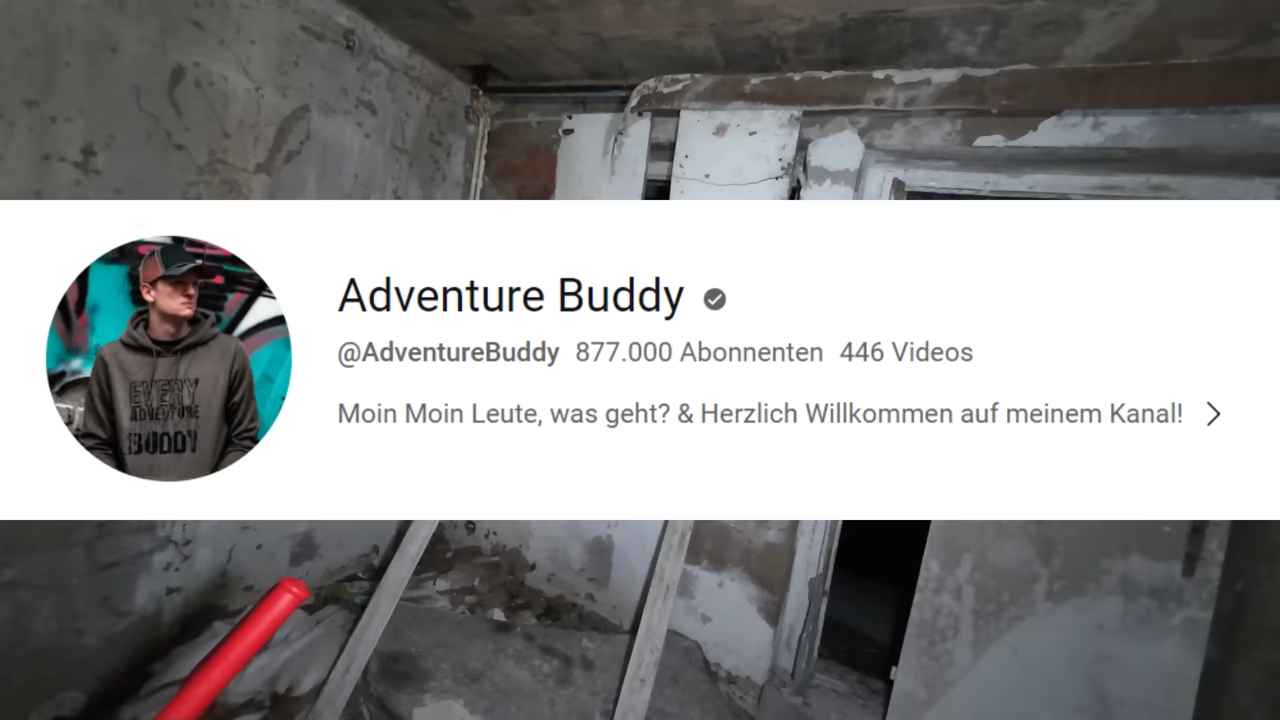 EVERY
ADVENTURE
BUDDY
Adventure Buddy
@AdventureBuddy 877.000 Abonnenten 446 Videos
Moin Moin Leute, was geht? & Herzlich Willkommen auf meinem Kanal!